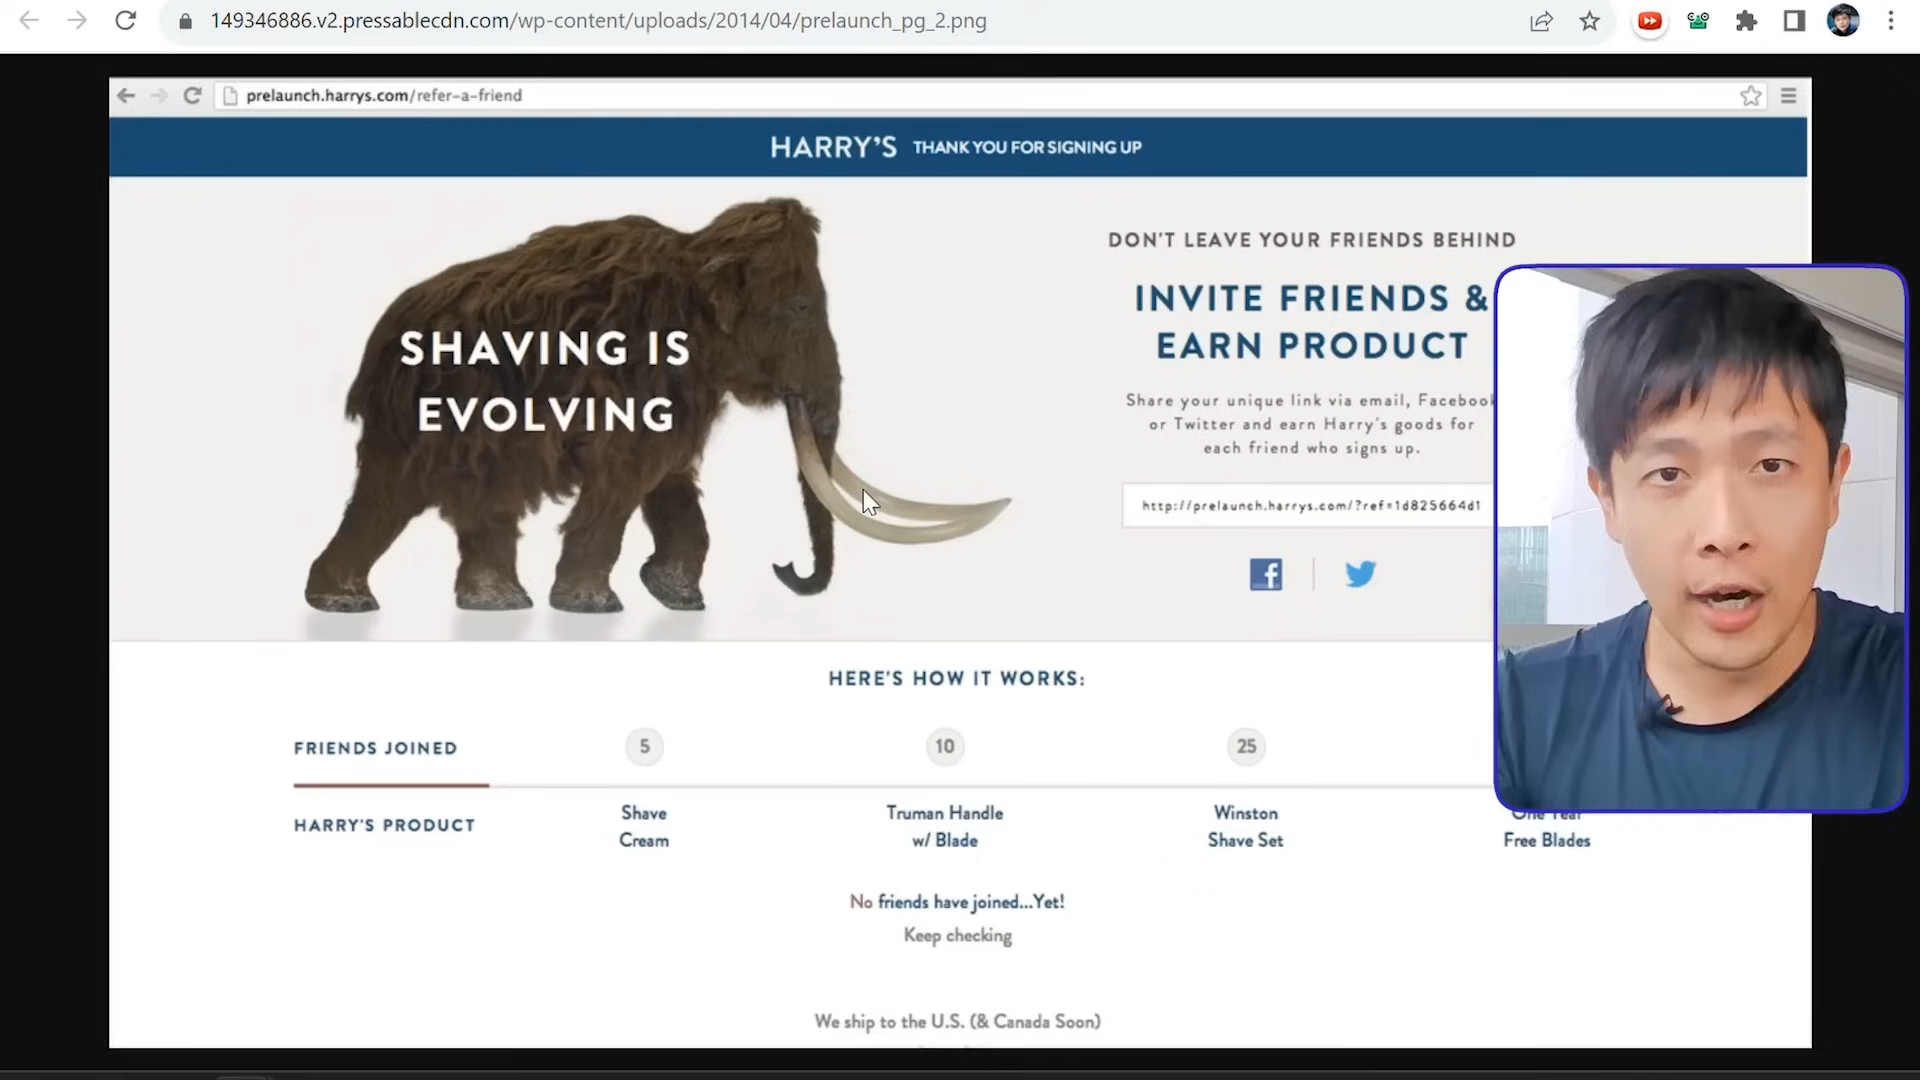 149346886.v2.pressablecdn.com/wp-content/uploads/2014/04/prelaunch_pg_2.png
prelaunch.harrys.com/refer-a-friend
HARRY'S THANK YOU FOR SIGNING UP
SHAVING IS
EVOLVING
DON'T LEAVE YOUR FRIENDS BEHIND
INVITE FRIENDS &
EARN PRODUCT
Share your unique link via email, Facebook
or Twitter and earn Harry's goods for
each friend who signs up.
http://prelaunch.harrys.com/?ref=1d825664d1
HERE'S HOW IT WORKS:
FRIENDS JOINED
5
10
25
HARRY'S PRODUCT
Shave
Cream
Truman Handle
w/ Blade
Winston
Shave Set
One Year
Free Blades
No friends have joined...Yet!
Keep checking
We ship to the U.S. (& Canada Soon)